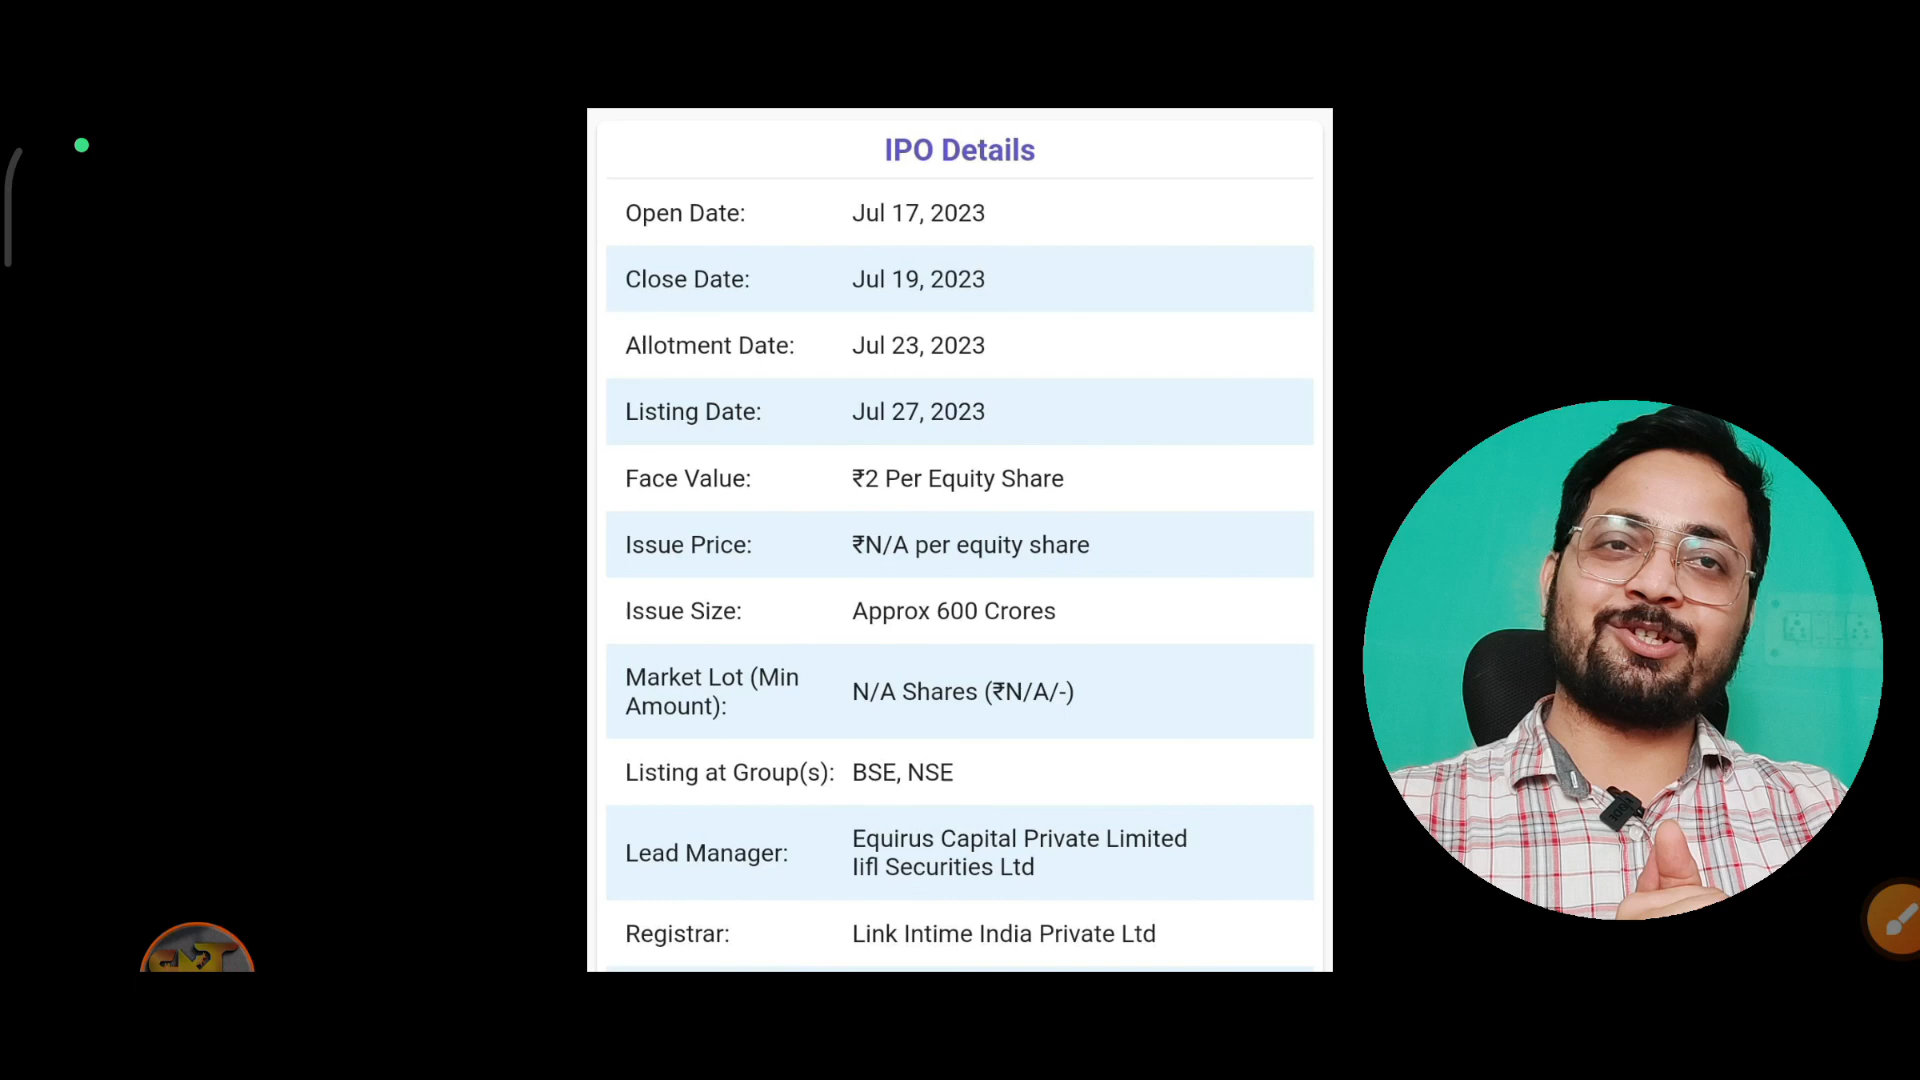 IPO Details
Open Date: Jul 17, 2023
Close Date: Jul 19, 2023
Allotment Date: Jul 23, 2023
Listing Date: Jul 27, 2023
Face Value: ₹2 Per Equity Share
Issue Price: ₹N/A per equity share
Issue Size: Approx 600 Crores
Market Lot (Min
Amount): N/A Shares (₹N/A/-)
Listing at Group(s): BSE, NSE
Lead Manager: Equirus Capital Private Limited
Iifl Securities Ltd
Registrar: Link Intime India Private Ltd